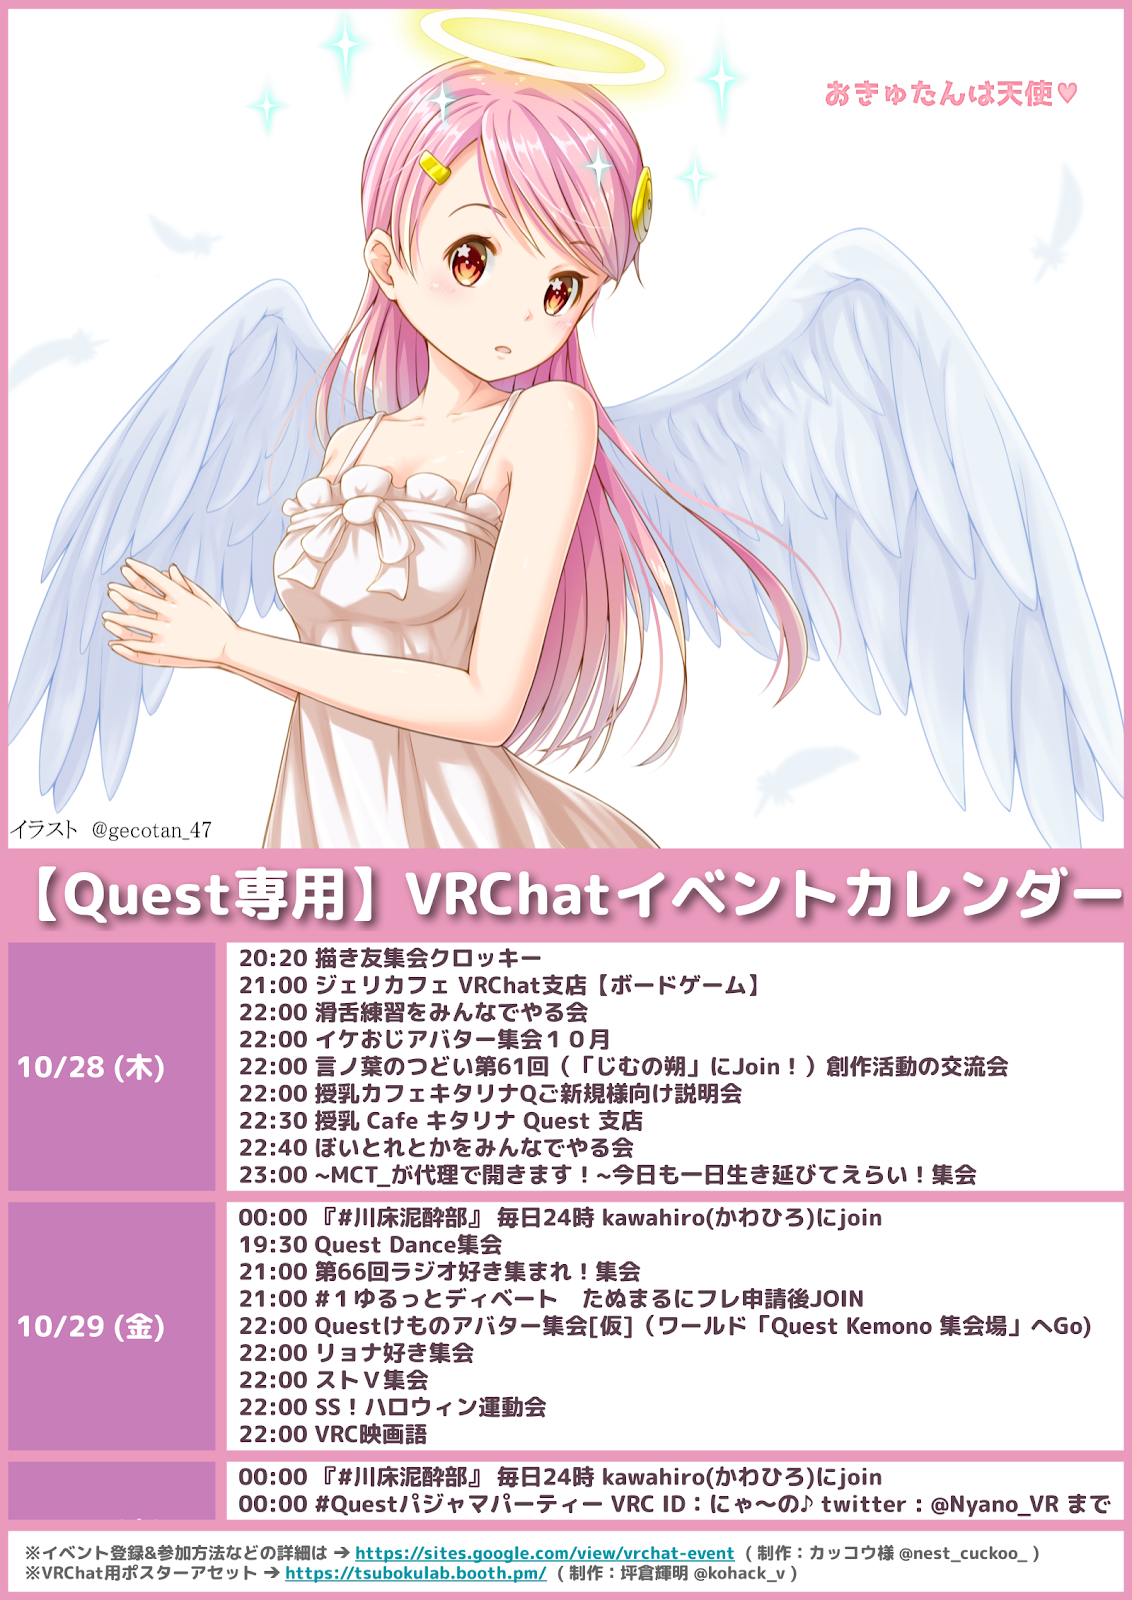 おきゅたんは天使♥
イラスト @gecotan_47
【Quest専用】VRChatイベントカレンダー
10/28 (木)
20:20 描き友集会クロッキー
21:00 ジェリカフェ VRChat支店【ボードゲーム】
22:00 滑舌練習をみんなでやる会
22:00 イケおじアバター集会１０月
22:00 言ノ葉のつどい第61回（「じむの朔」にJoin！）創作活動の交流会
22:00 授乳カフェキタリナQご新規様向け説明会
22:30 授乳 Cafe キタリナ Quest 支店
22:40 ぼいとれとかをみんなでやる会
23:00 ~MCT_が代理で開きます！~今日も一日生き延びてえらい！集会
10/29 (金)
00:00 『#川床泥酔部』 毎日24時 kawahiro(かわひろ)にjoin
19:30 Quest Dance集会
21:00 第66回ラジオ好き集まれ！集会
21:00 #１ゆるっとディベート　たぬまるにフレ申請後JOIN
22:00 Questけものアバター集会[仮]（ワールド「Quest Kemono 集会場」へGo)
22:00 リョナ好き集会
22:00 ストＶ集会
22:00 SS！ハロウィン運動会
22:00 VRC映画語
00:00 『#川床泥酔部』 毎日24時 kawahiro(かわひろ)にjoin
00:00 #Questパジャマパーティー VRC ID：にゃ〜の♪ twitter : @Nyano_VR まで
※イベント登録&参加方法などの詳細は → https://sites.google.com/view/vrchat-event ( 制作：カッコウ様 @nest_cuckoo_ )
※VRChat用ポスターアセット → https://tsubokulab.booth.pm/ ( 制作：坪倉輝明 @kohack_v )